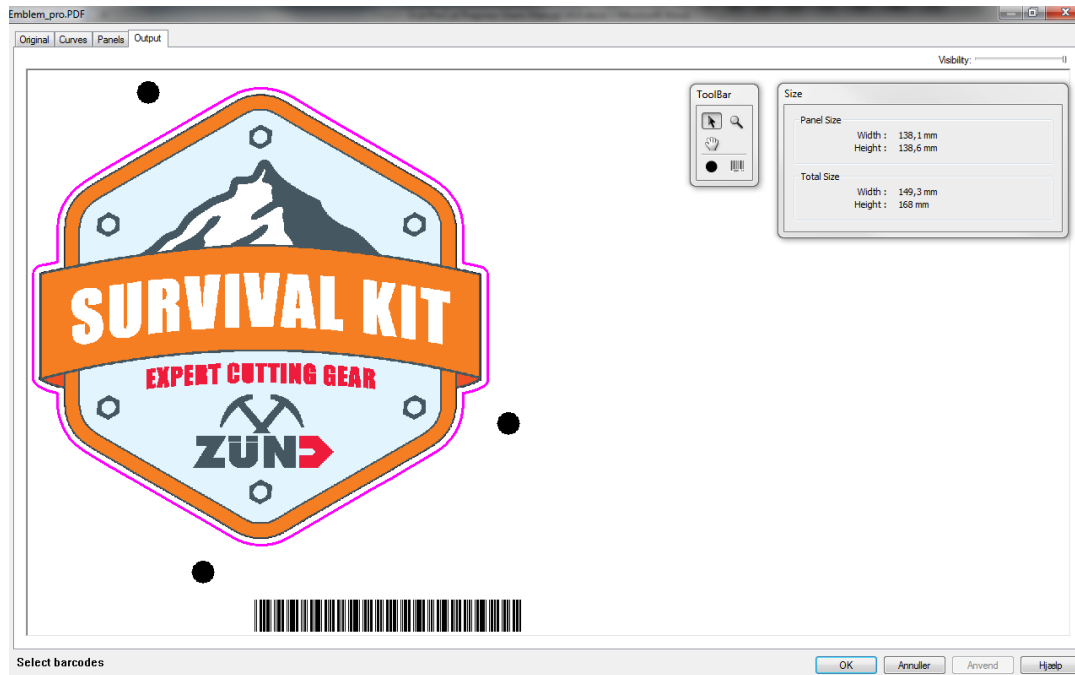 Emblem_pro.PDF
Original Curves Panels Output
Visibility:
ToolBar
Size
Panel Size
Width : 138,1 mm
Height : 138,6 mm
Total Size
Width : 149,3 mm
Height : 168 mm
SURVIVAL KIT
EXPERT CUTTING GEAR
ZÜND
Select barcodes
OK Annuller Anvend Hjælp